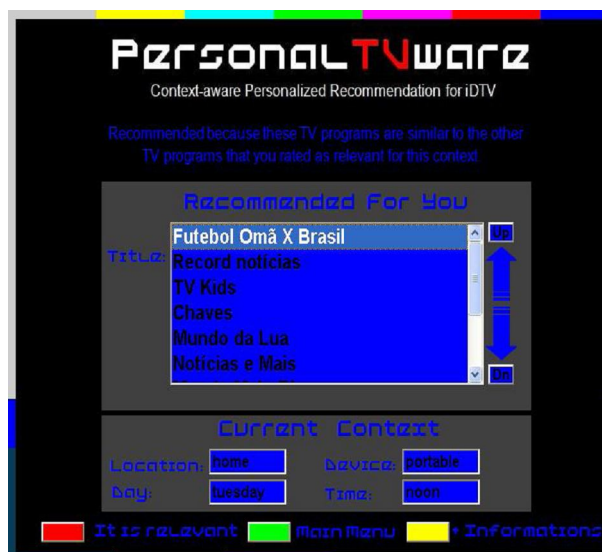 PersonalTVware
Context-aware Personalized Recommendation for iDTV
Recommended because these TV programs are similar to the other
TV programs that you rated as relevant for this context.
Recommended For You
Title:
Futebol Omã X Brasil
Record notícias
TV Kids
Chaves
Mundo da Lua
Notícias e Mais
Up
Dn
Current Context
Location: home Device: portable
Day: tuesday Time: noon
It is relevant Main Menu + Informations